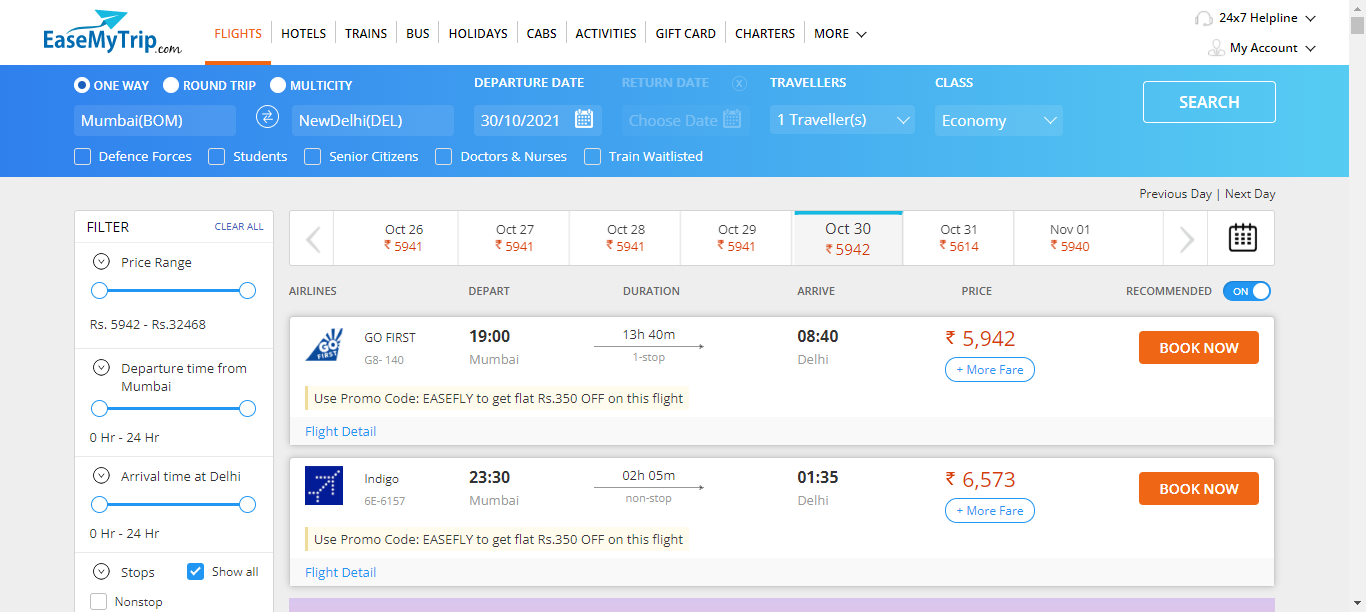 EaseMyTrip.com
FLIGHTS HOTELS TRAINS BUS HOLIDAYS CABS ACTIVITIES GIFT CARD CHARTERS MORE
24x7 Helpline
My Account
ONE WAY ROUND TRIP MULTICITY DEPARTURE DATE RETURN DATE X TRAVELLERS CLASS
Mumbai(BOM) NewDelhi(DEL) 30/10/2021 Choose Date 1 Traveller(s) Economy SEARCH
Defence Forces Students Senior Citizens Doctors & Nurses Train Waitlisted
Previous Day | Next Day
FILTER CLEAR ALL
Price Range
Rs. 5942 - Rs.32468
Departure time from
Mumbai
0 Hr - 24 Hr
Arrival time at Delhi
0 Hr - 24 Hr
Stops Show all
Nonstop
Oct 26 Oct 27 Oct 28 Oct 29 Oct 30 Oct 31 Nov 01
₹ 5941 ₹ 5941 ₹ 5941 ₹ 5941 ₹ 5942 ₹ 5614 ₹ 5940
AIRLINES DEPART DURATION ARRIVE PRICE RECOMMENDED ON
GO FIRST
GO FIRST 19:00 13h 40m 08:40 ₹ 5,942 BOOK NOW
G8- 140 Mumbai 1-stop Delhi + More Fare
Use Promo Code: EASEFLY to get flat Rs.350 OFF on this flight
Flight Detail
Indigo 23:30 02h 05m 01:35 ₹ 6,573 BOOK NOW
6E-6157 Mumbai non-stop Delhi + More Fare
Use Promo Code: EASEFLY to get flat Rs.350 OFF on this flight
Flight Detail